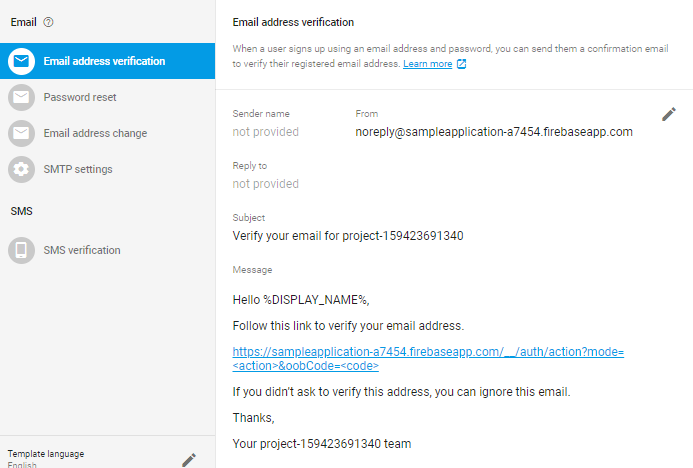 Email
Email address verification
Password reset
Email address change
SMTP settings
SMS
SMS verification
Template language
English
Email address verification
When a user signs up using an email address and password, you can send them a confirmation email
to verify their registered email address. Learn more
Sender name
not provided
From
noreply@sampleapplication-a7454.firebaseapp.com
Reply to
not provided
Subject
Verify your email for project-159423691340
Message
Hello %DISPLAY_NAME%,
Follow this link to verify your email address.
https://sampleapplication-a7454.firebaseapp.com/__/auth/action?mode=
<action>&oobCode=<code>
If you didn't ask to verify this address, you can ignore this email.
Thanks,
Your project-159423691340 team